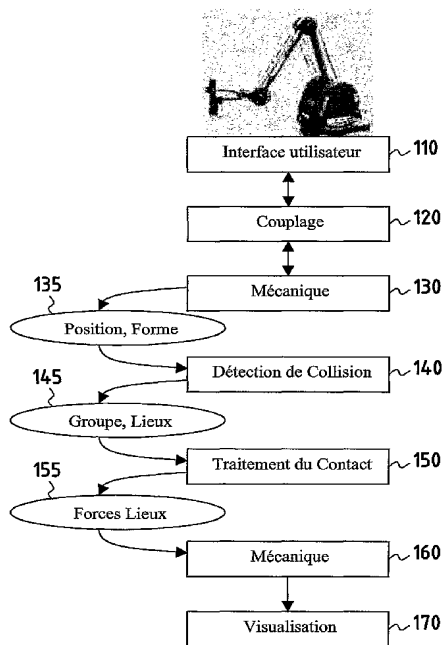 Interface utilisateur
110
Couplage
120
Mécanique
130
135
Position, Forme
Détection de Collision
140
145
Groupe, Lieux
Traitement du Contact
150
155
Forces Lieux
Mécanique
160
Visualisation
170